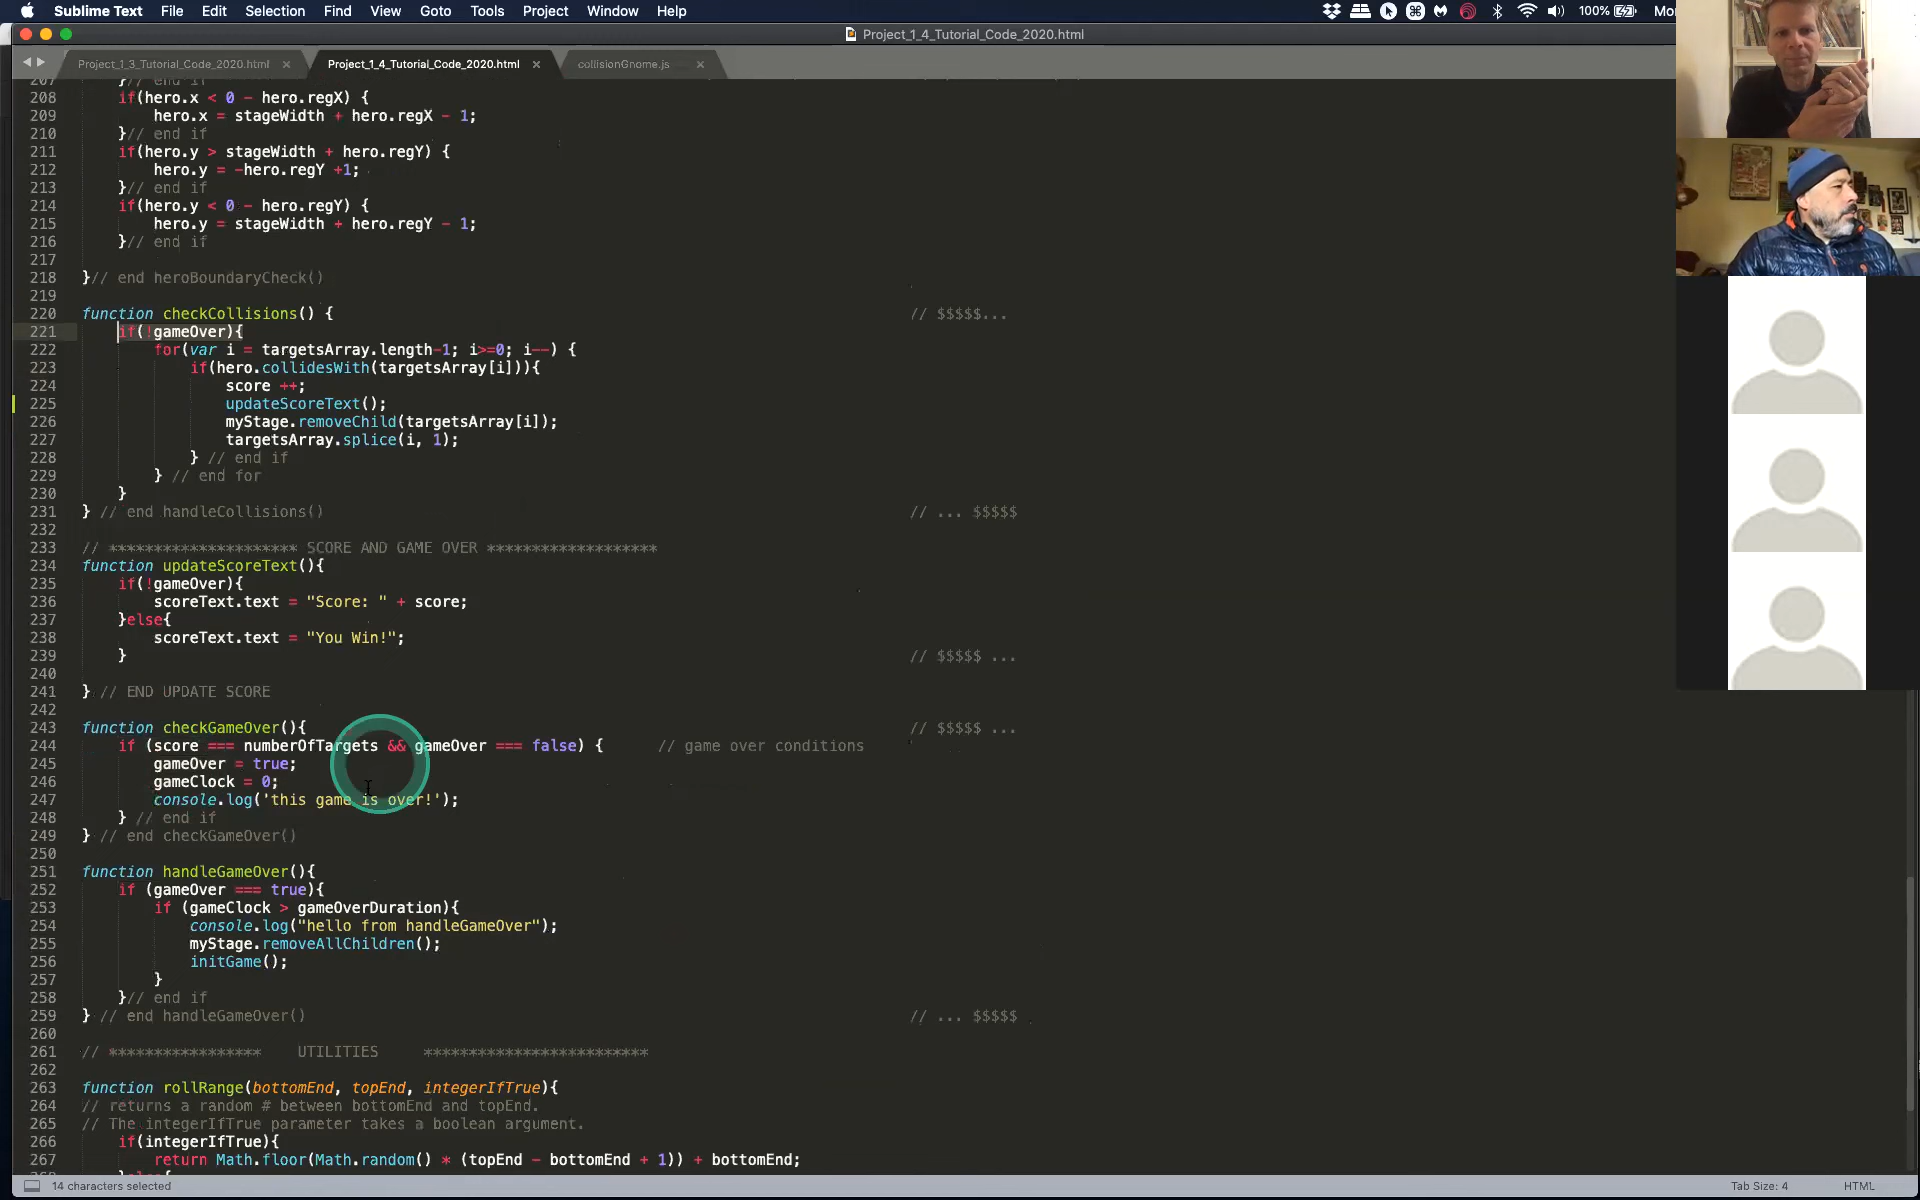 Sublime Text File Edit Selection Find View Goto Tools Project Window Help 100% Mo
Project_1_4_Tutorial_Code_2020.html
Project_1_3_Tutorial_Code_2020.html Project_1_4_Tutorial_Code_2020.html collisionGnome.js
207 }// end if
208 if(hero.x < 0 - hero.regX) {
209 hero.x = stageWidth + hero.regX - 1;
210 }// end if
211 if(hero.y > stageWidth + hero.regY) {
212 hero.y = -hero.regY +1;
213 }// end if
214 if(hero.y < 0 - hero.regY) {
215 hero.y = stageWidth + hero.regY - 1;
216 }// end if
217
218 }// end heroBoundaryCheck()
219
220 function checkCollisions() { // $$$$$...
221 if(!gameOver){
222 for(var i = targetsArray.length-1; i>=0; i--) {
223 if(hero.collidesWith(targetsArray[i])){
224 score ++;
225 updateScoreText();
226 myStage.removeChild(targetsArray[i]);
227 targetsArray.splice(i, 1);
228 } // end if
229 } // end for
230 }
231 } // end handleCollisions() // ... $$$$$
232
233 // ********************* SCORE AND GAME OVER *******************
234 function updateScoreText(){
235 if(!gameOver){
236 scoreText.text = "Score: " + score;
237 }else{
238 scoreText.text = "You Win!";
239 } // $$$$$ ...
240
241 } // END UPDATE SCORE
242
243 function checkGameOver(){ // $$$$$ ...
244 if (score === numberOfTargets && gameOver === false) { // game over conditions
245 gameOver = true;
246 gameClock = 0;
247 console.log('this game is over!');
248 } // end if
249 } // end checkGameOver()
250
251 function handleGameOver(){
252 if (gameOver === true){
253 if (gameClock > gameOverDuration){
254 console.log("hello from handleGameOver");
255 myStage.removeAllChildren();
256 initGame();
257 }
258 }// end if
259 } // end handleGameOver() // ... $$$$$
260
261 // ***************** UTILITIES *************************
262
263 function rollRange(bottomEnd, topEnd, integerIfTrue){
264 // returns a random # between bottomEnd and topEnd.
265 // The integerIfTrue parameter takes a boolean argument.
266 if(integerIfTrue){
267 return Math.floor(Math.random() * (topEnd - bottomEnd + 1)) + bottomEnd;
268 }else{
14 characters selected Tab Size: 4 HTML